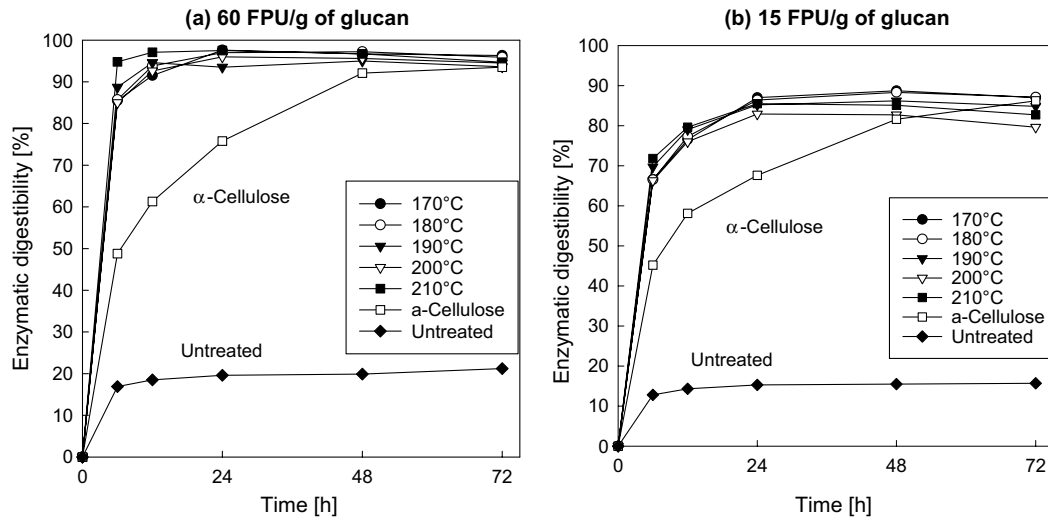 (a) 60 FPU/g of glucan
Enzymatic digestibility [%]
100
90
80
70
60
50
40
30
20
10
0
α-Cellulose
170°C
180°C
190°C
200°C
210°C
a-Cellulose
Untreated
Untreated
0
24
48
72
Time [h]
(b) 15 FPU/g of glucan
Enzymatic digestibility [%]
100
90
80
70
60
50
40
30
20
10
0
α-Cellulose
170°C
180°C
190°C
200°C
210°C
a-Cellulose
Untreated
Untreated
0
24
48
72
Time [h]